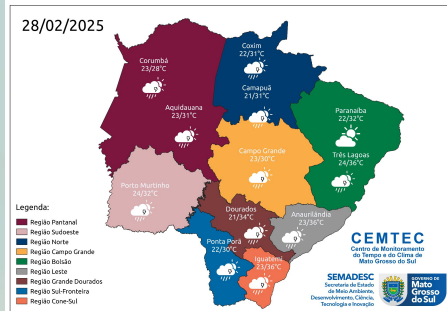 28/02/2025
Coxim
22/31°C
Corumbá
23/28°C
Camapuã
21/31°C
Aquidauana
23/31°C
Paranaíba
22/32°C
Campo Grande
23/30°C
Três Lagoas
24/36°C
Porto Murtinho
24/32°C
Dourados
21/34°C
Anaurilândia
23/36°C
Ponta Porã
22/30°C
Iguatemi
23/36°C
Legenda:
Região Pantanal
Região Sudoeste
Região Norte
Região Campo Grande
Região Bolsão
Região Leste
Região Grande Dourados
Região Sul-Fronteira
Região Cone-Sul
CEMTEC
Centro de Monitoramento
do Tempo e do Clima de
Mato Grosso do Sul
SEMADESC
Secretaria de Estado
de Meio Ambiente,
Desenvolvimento, Ciência,
Tecnologia e Inovação
GOVERNO DE
Mato
Grosso
do Sul